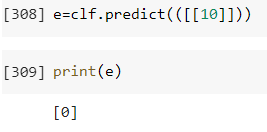 [308] e=clf.predict(([[10]]))
[309] print(e)
[0]